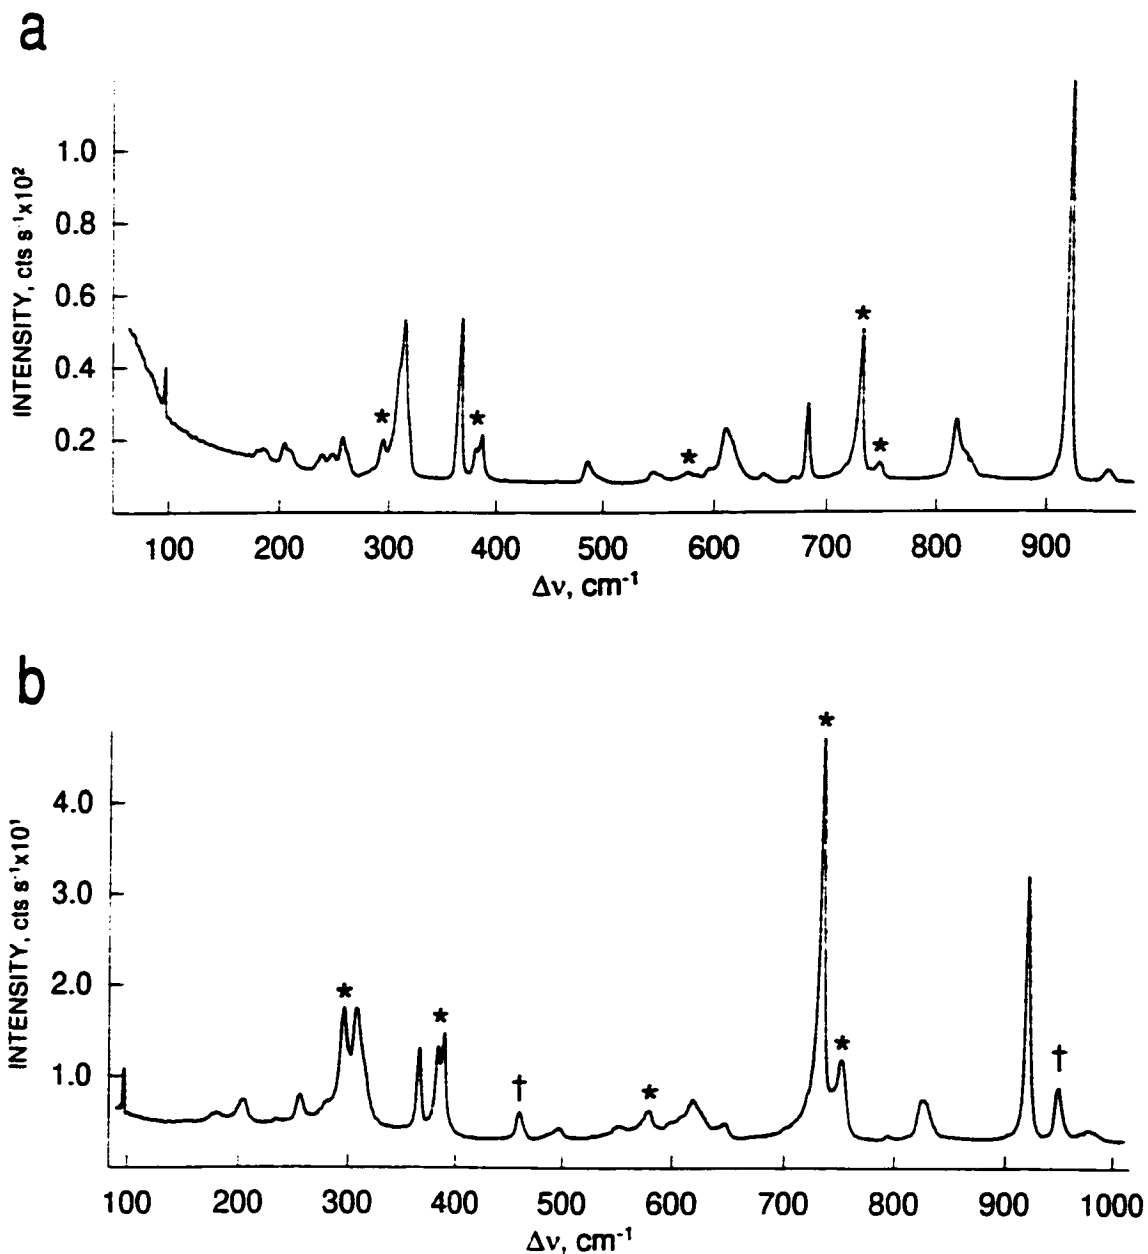 a
INTENSITY, cts s⁻¹x10²
1.0
0.8
0.6
0.4
0.2
* * * * *
100 200 300 400 500 600 700 800 900
Δν, cm⁻¹
b
INTENSITY, cts s⁻¹x10¹
4.0
3.0
2.0
1.0
* * † * * * †
100 200 300 400 500 600 700 800 900 1000
Δν, cm⁻¹